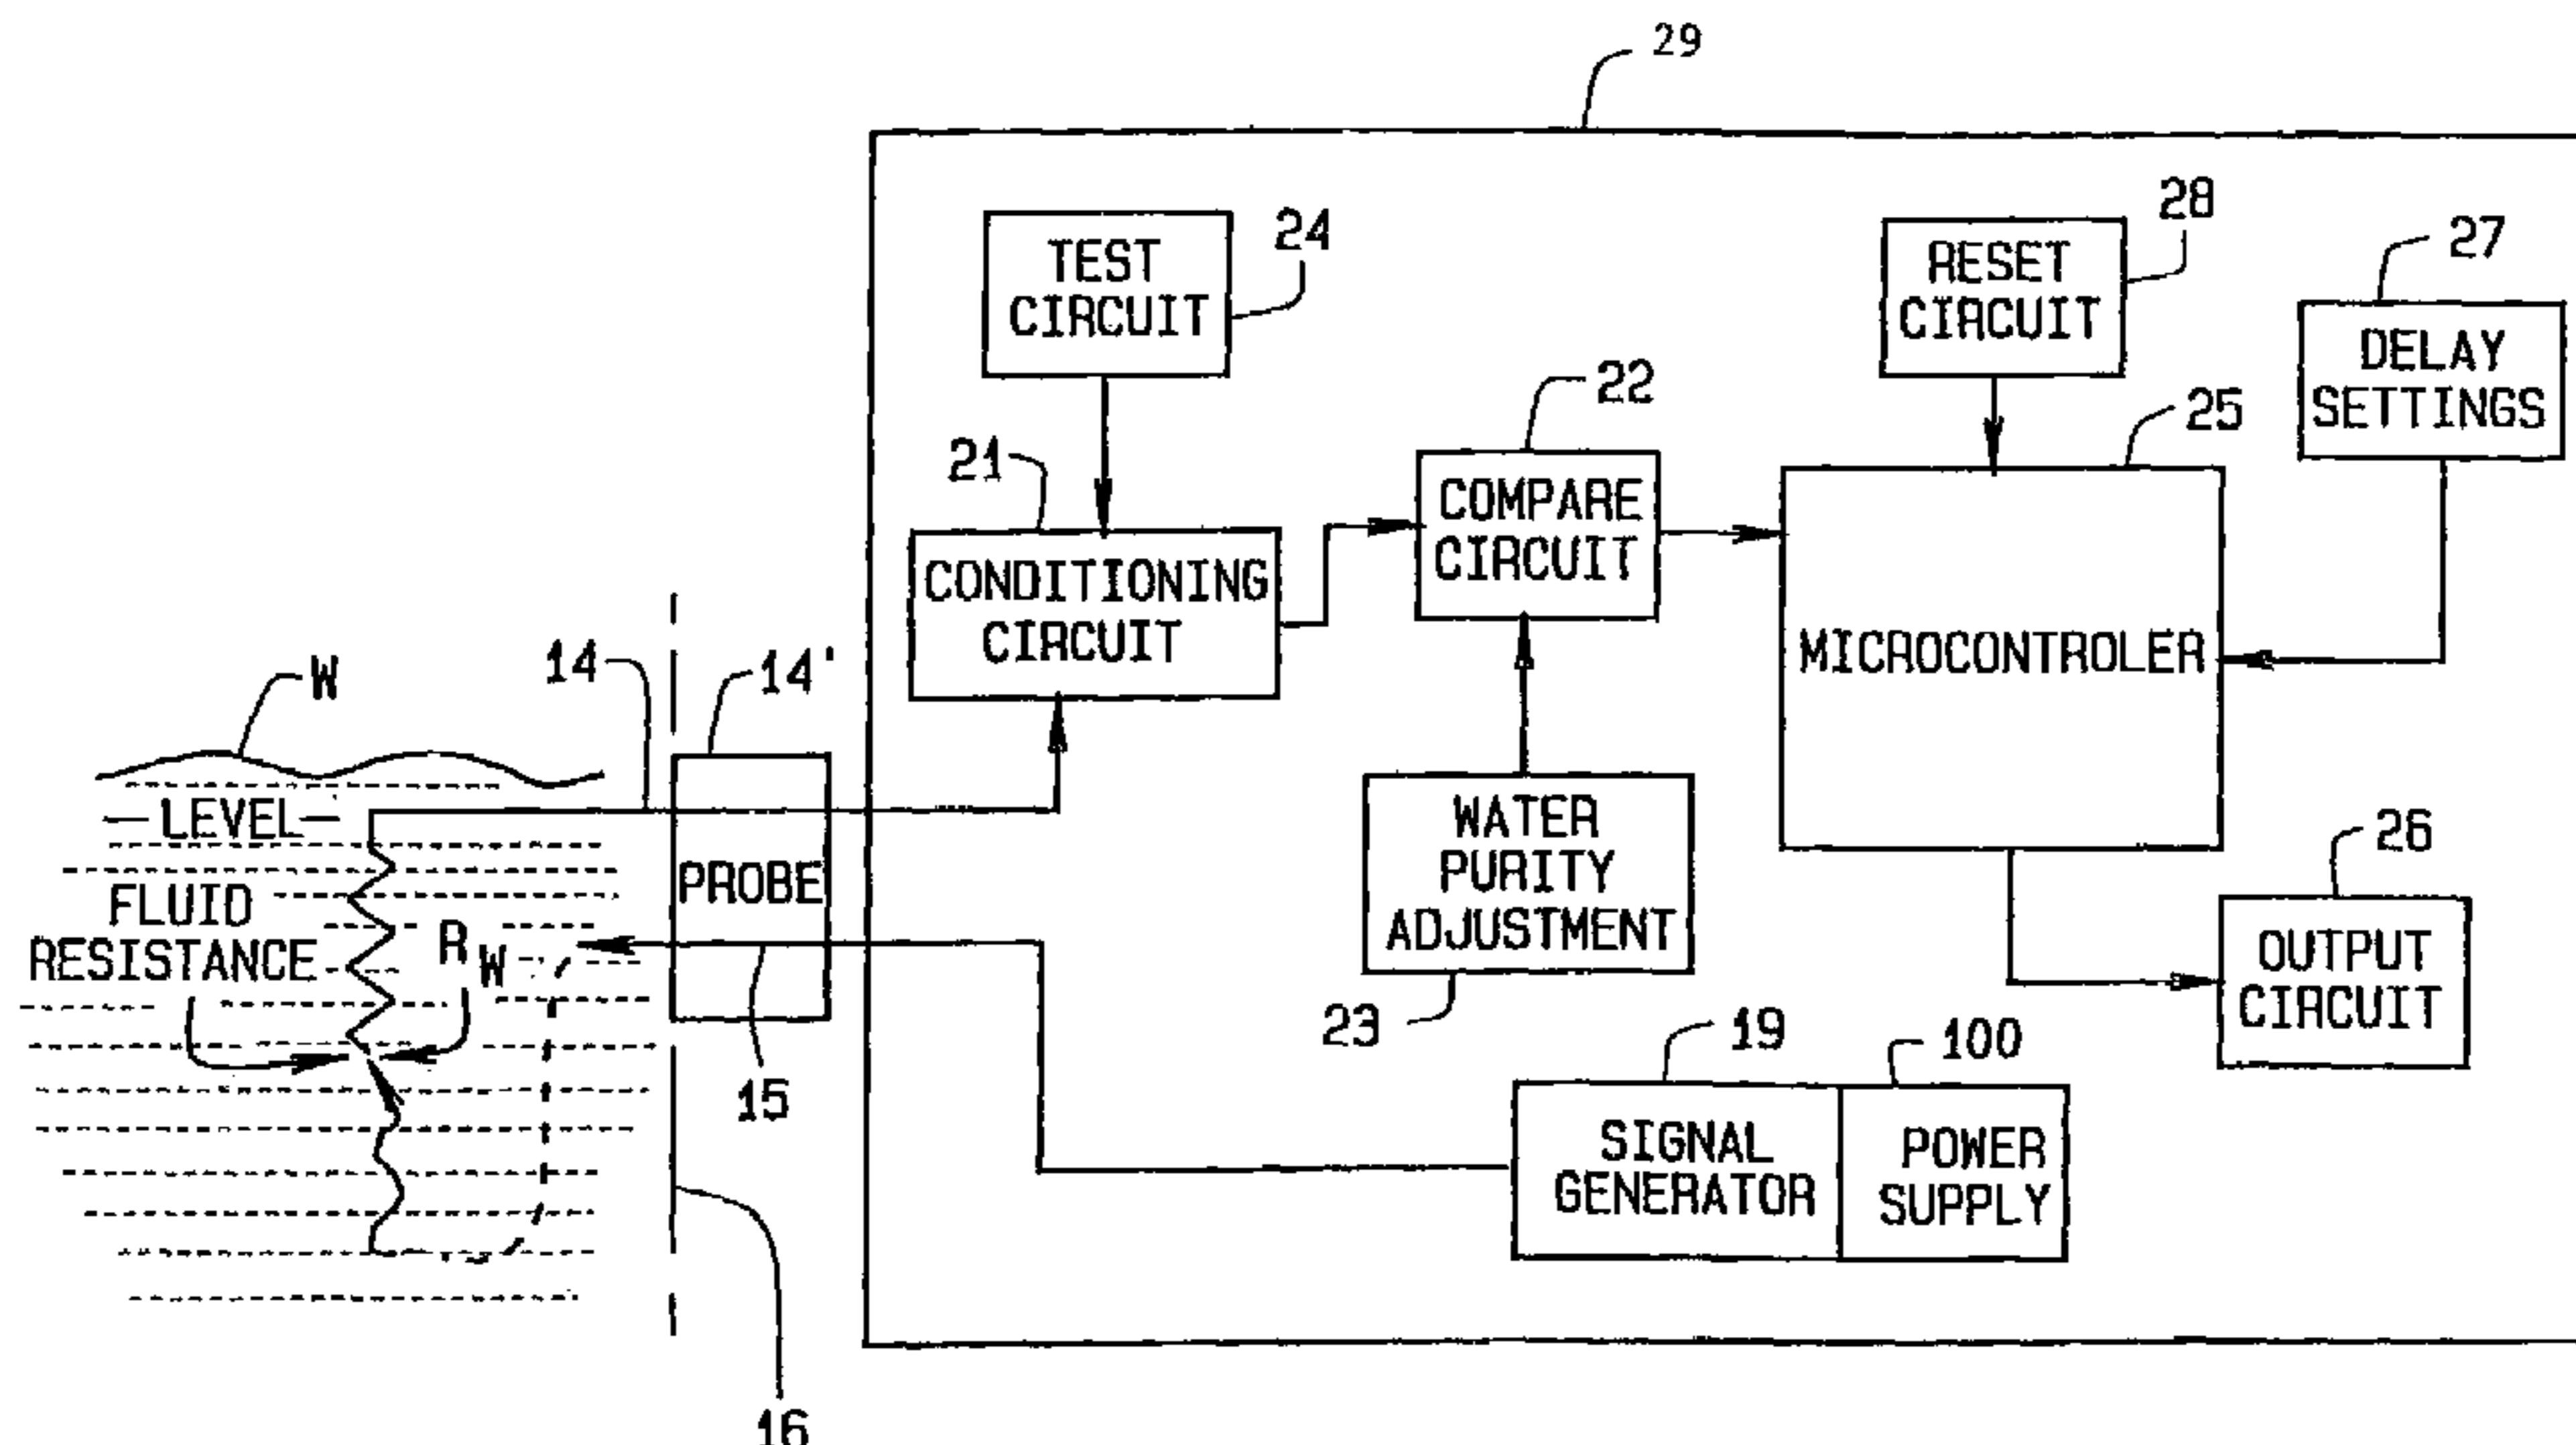 29
TEST
CIRCUIT
24
RESET
CIRCUIT
28
27
DELAY
SETTINGS
22
25
21
COMPARE
CIRCUIT
CONDITIONING
CIRCUIT
MICROCONTROLER
W
14
14'
LEVEL
PROBE
WATER
PURITY
ADJUSTMENT
23
26
OUTPUT
CIRCUIT
FLUID
RESISTANCE
R W
15
19
100
SIGNAL
GENERATOR
POWER
SUPPLY
16